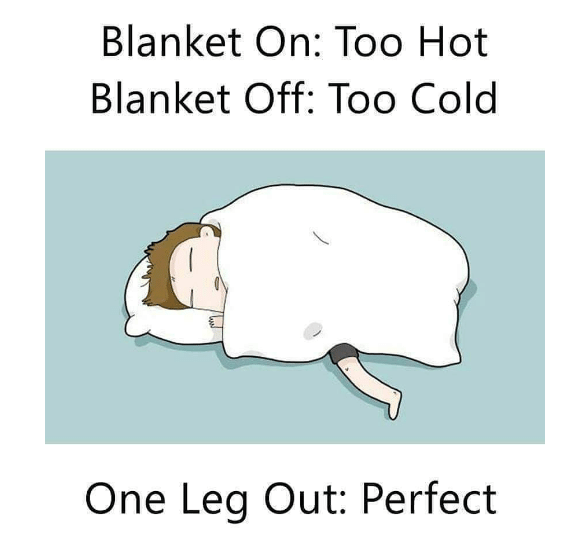 Blanket On: Too Hot
Blanket Off: Too Cold
One Leg Out: Perfect